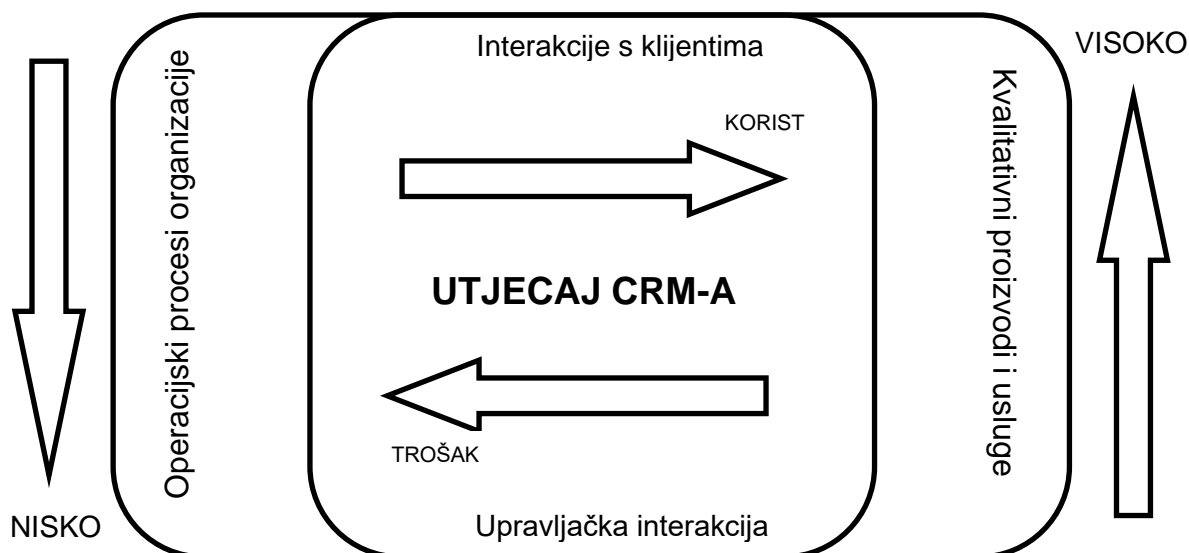 Interakcije s klijentima
VISOKO
Operacijski procesi organizacije
Kvalitativni proizvodi i usluge
KORIST
UTJECAJ CRM-A
TROŠAK
NISKO
Upravljačka interakcija